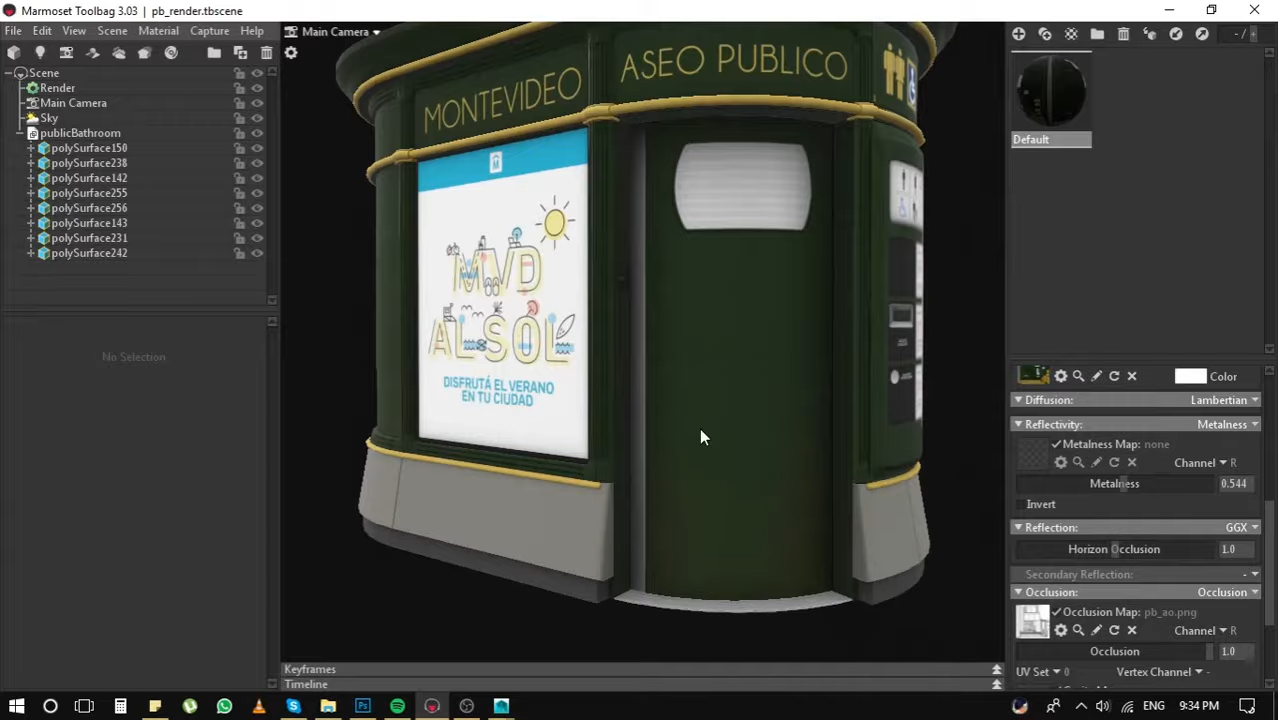 Marmoset Toolbag 3.03 | pb_render.tbscene
File Edit View Scene Material Capture Help
Main Camera
- /
Scene
Render
Main Camera
Sky
publicBathroom
polySurface150
polySurface238
polySurface142
polySurface255
polySurface256
polySurface143
polySurface231
polySurface242
No Selection
MONTEVIDEO
ASEO PUBLICO
M
MVD
AL SOL
DISFRUTÁ EL VERANO
EN TU CIUDAD
Keyframes
Timeline
Default
Color
Diffusion: Lambertian
Reflectivity: Metalness
Metalness Map: none
Channel R
Metalness 0.544
Invert
Reflection: GGX
Horizon Occlusion 1.0
Secondary Reflection: -
Occlusion: Occlusion
Occlusion Map: pb_ao.png
Channel R
Occlusion 1.0
UV Set 0 Vertex Channel -
ENG 9:34 PM